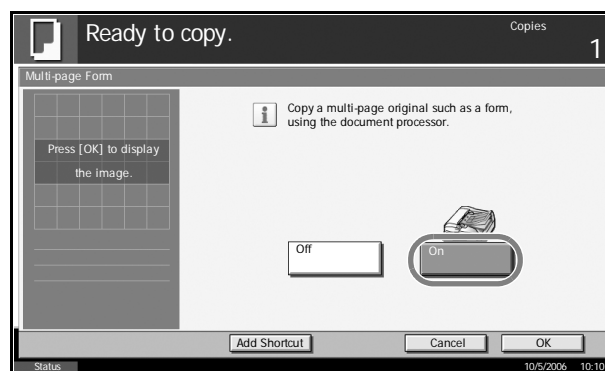 Ready to copy.
Copies
1
Multi-page Form
Copy a multi-page original such as a form,
using the document processor.
Press [OK] to display
the image.
Off
On
Add Shortcut
Cancel
OK
Status
10/5/2006 10:10